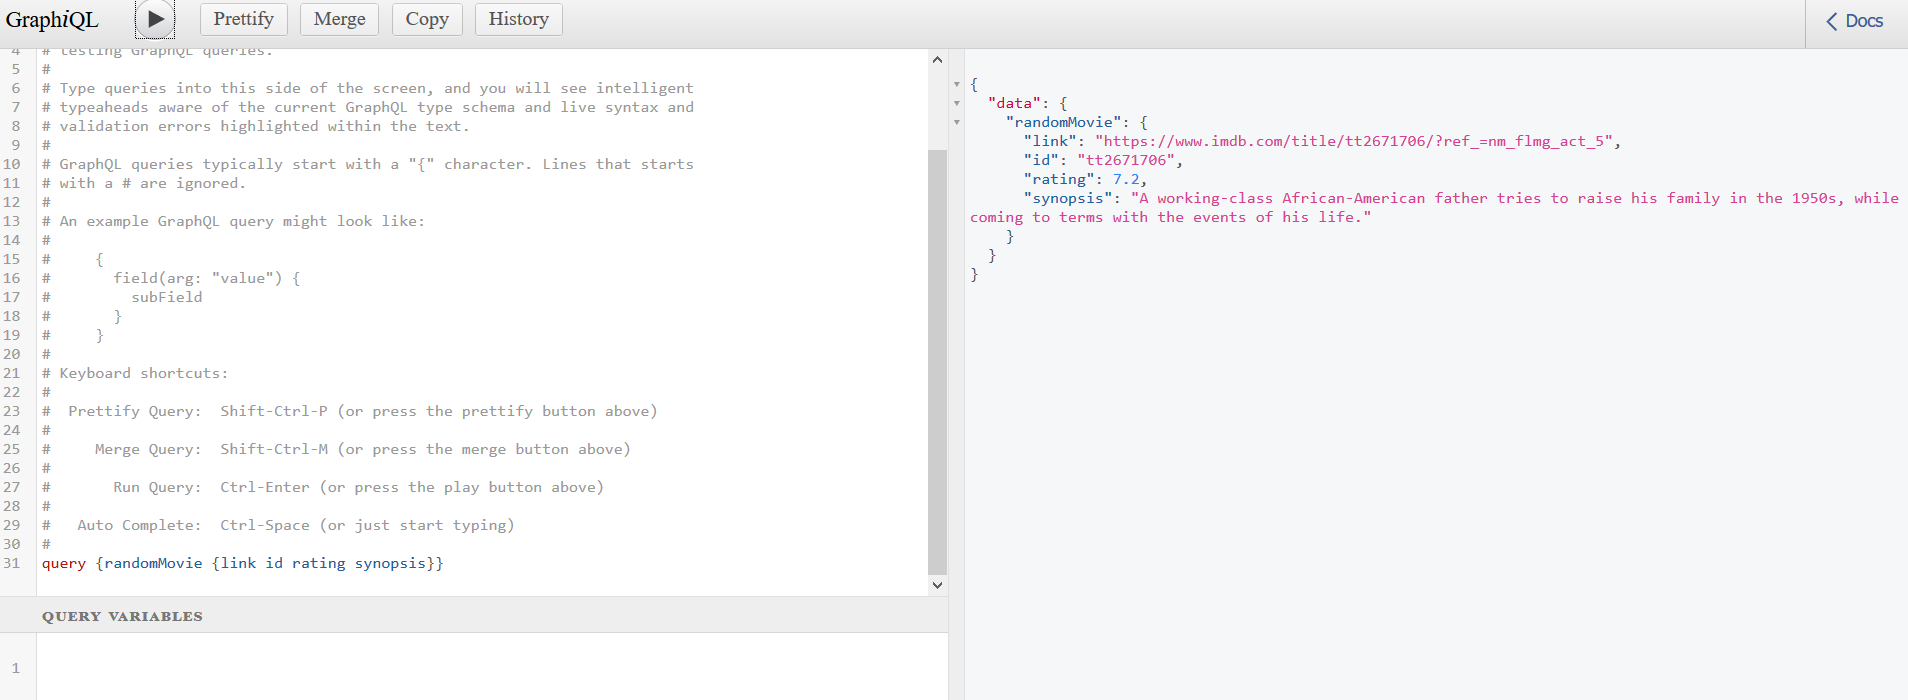 GraphiQL
Prettify
Merge
Copy
History
Docs
4 # testing GraphQL queries.
5 #
6 # Type queries into this side of the screen, and you will see intelligent
7 # typeaheads aware of the current GraphQL type schema and live syntax and
8 # validation errors highlighted within the text.
9 #
10 # GraphQL queries typically start with a "{" character. Lines that starts
11 # with a # are ignored.
12 #
13 # An example GraphQL query might look like:
14 #
15 #     {
16 #       field(arg: "value") {
17 #         subField
18 #       }
19 #     }
20 #
21 # Keyboard shortcuts:
22 #
23 #  Prettify Query:  Shift-Ctrl-P (or press the prettify button above)
24 #
25 #     Merge Query:  Shift-Ctrl-M (or press the merge button above)
26 #
27 #       Run Query:  Ctrl-Enter (or press the play button above)
28 #
29 #   Auto Complete:  Ctrl-Space (or just start typing)
30 #
31 query {randomMovie {link id rating synopsis}}
QUERY VARIABLES
1
{
  "data": {
    "randomMovie": {
      "link": "https://www.imdb.com/title/tt2671706/?ref_=nm_flmg_act_5",
      "id": "tt2671706",
      "rating": 7.2,
      "synopsis": "A working-class African-American father tries to raise his family in the 1950s, while
coming to terms with the events of his life."
    }
  }
}